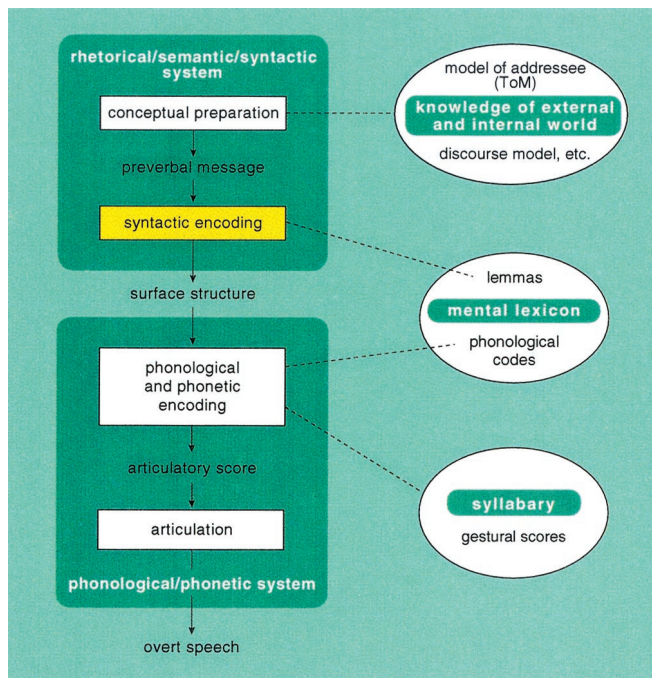 rhetorical/semantic/syntactic
system
conceptual preparation
preverbal message
syntactic encoding
surface structure
phonological
and phonetic
encoding
articulatory score
articulation
phonological/phonetic system
overt speech
model of addressee
(ToM)
knowledge of external
and internal world
discourse model, etc.
lemmas
mental lexicon
phonological
codes
syllabary
gestural scores